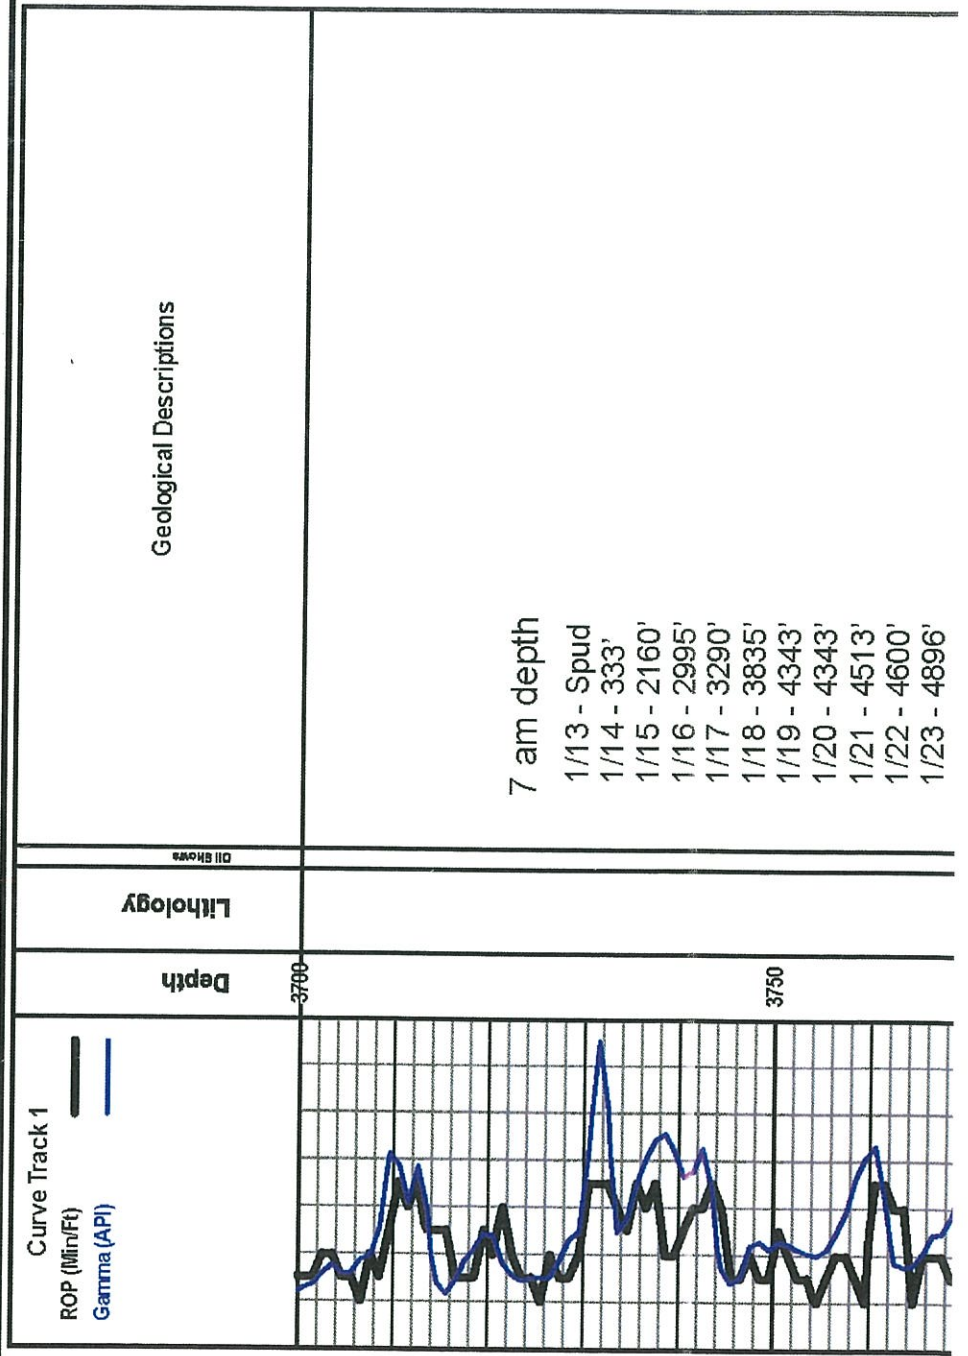 Curve Track 1
ROP (Min/Ft)
Gamma (API)
Depth
Lithology
Oil Shows
Geological Descriptions
3700
3750
7 am depth
1/13 - Spud
1/14 - 333'
1/15 - 2160'
1/16 - 2995'
1/17 - 3290'
1/18 - 3835'
1/19 - 4343'
1/20 - 4343'
1/21 - 4513'
1/22 - 4600'
1/23 - 4896'